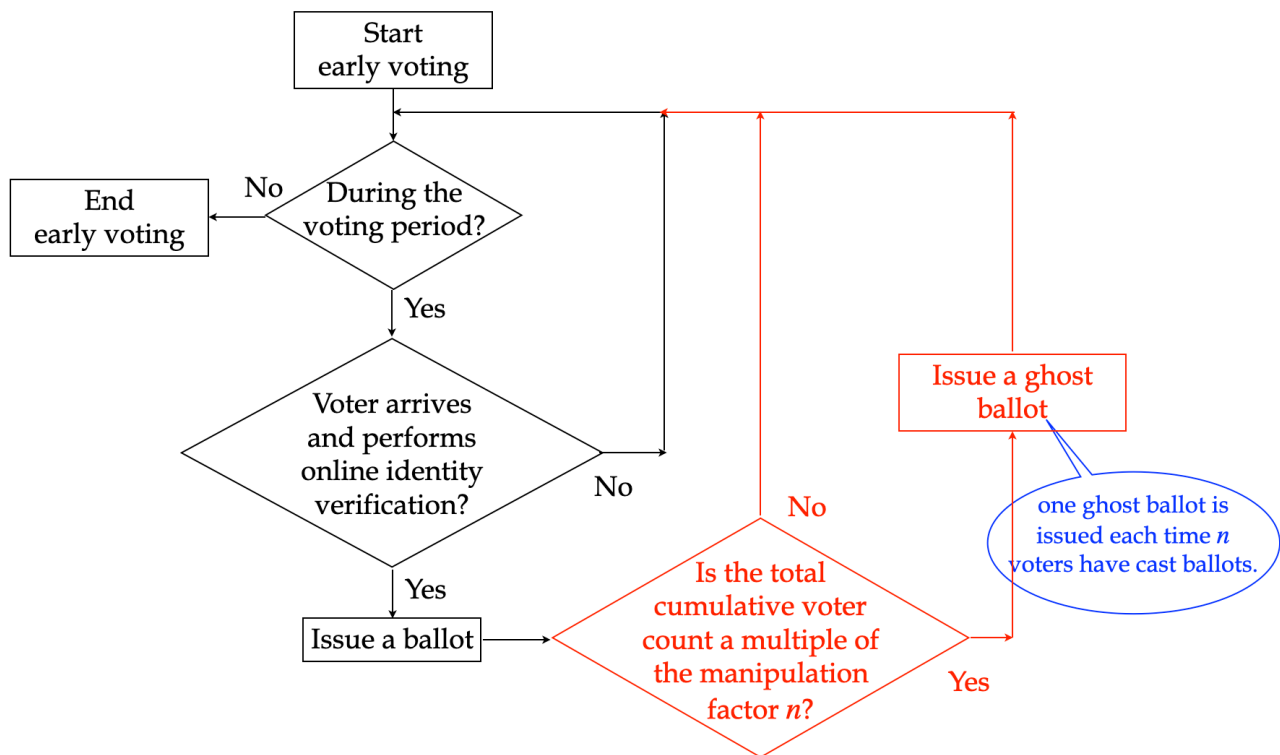 Start
early voting
No
During the
voting period?
End
early voting
Yes
Voter arrives
and performs
online identity
verification?
No
Yes
Issue a ballot
Is the total
cumulative voter
count a multiple of
the manipulation
factor n?
No
Yes
Issue a ghost
ballot
one ghost ballot is
issued each time n
voters have cast ballots.